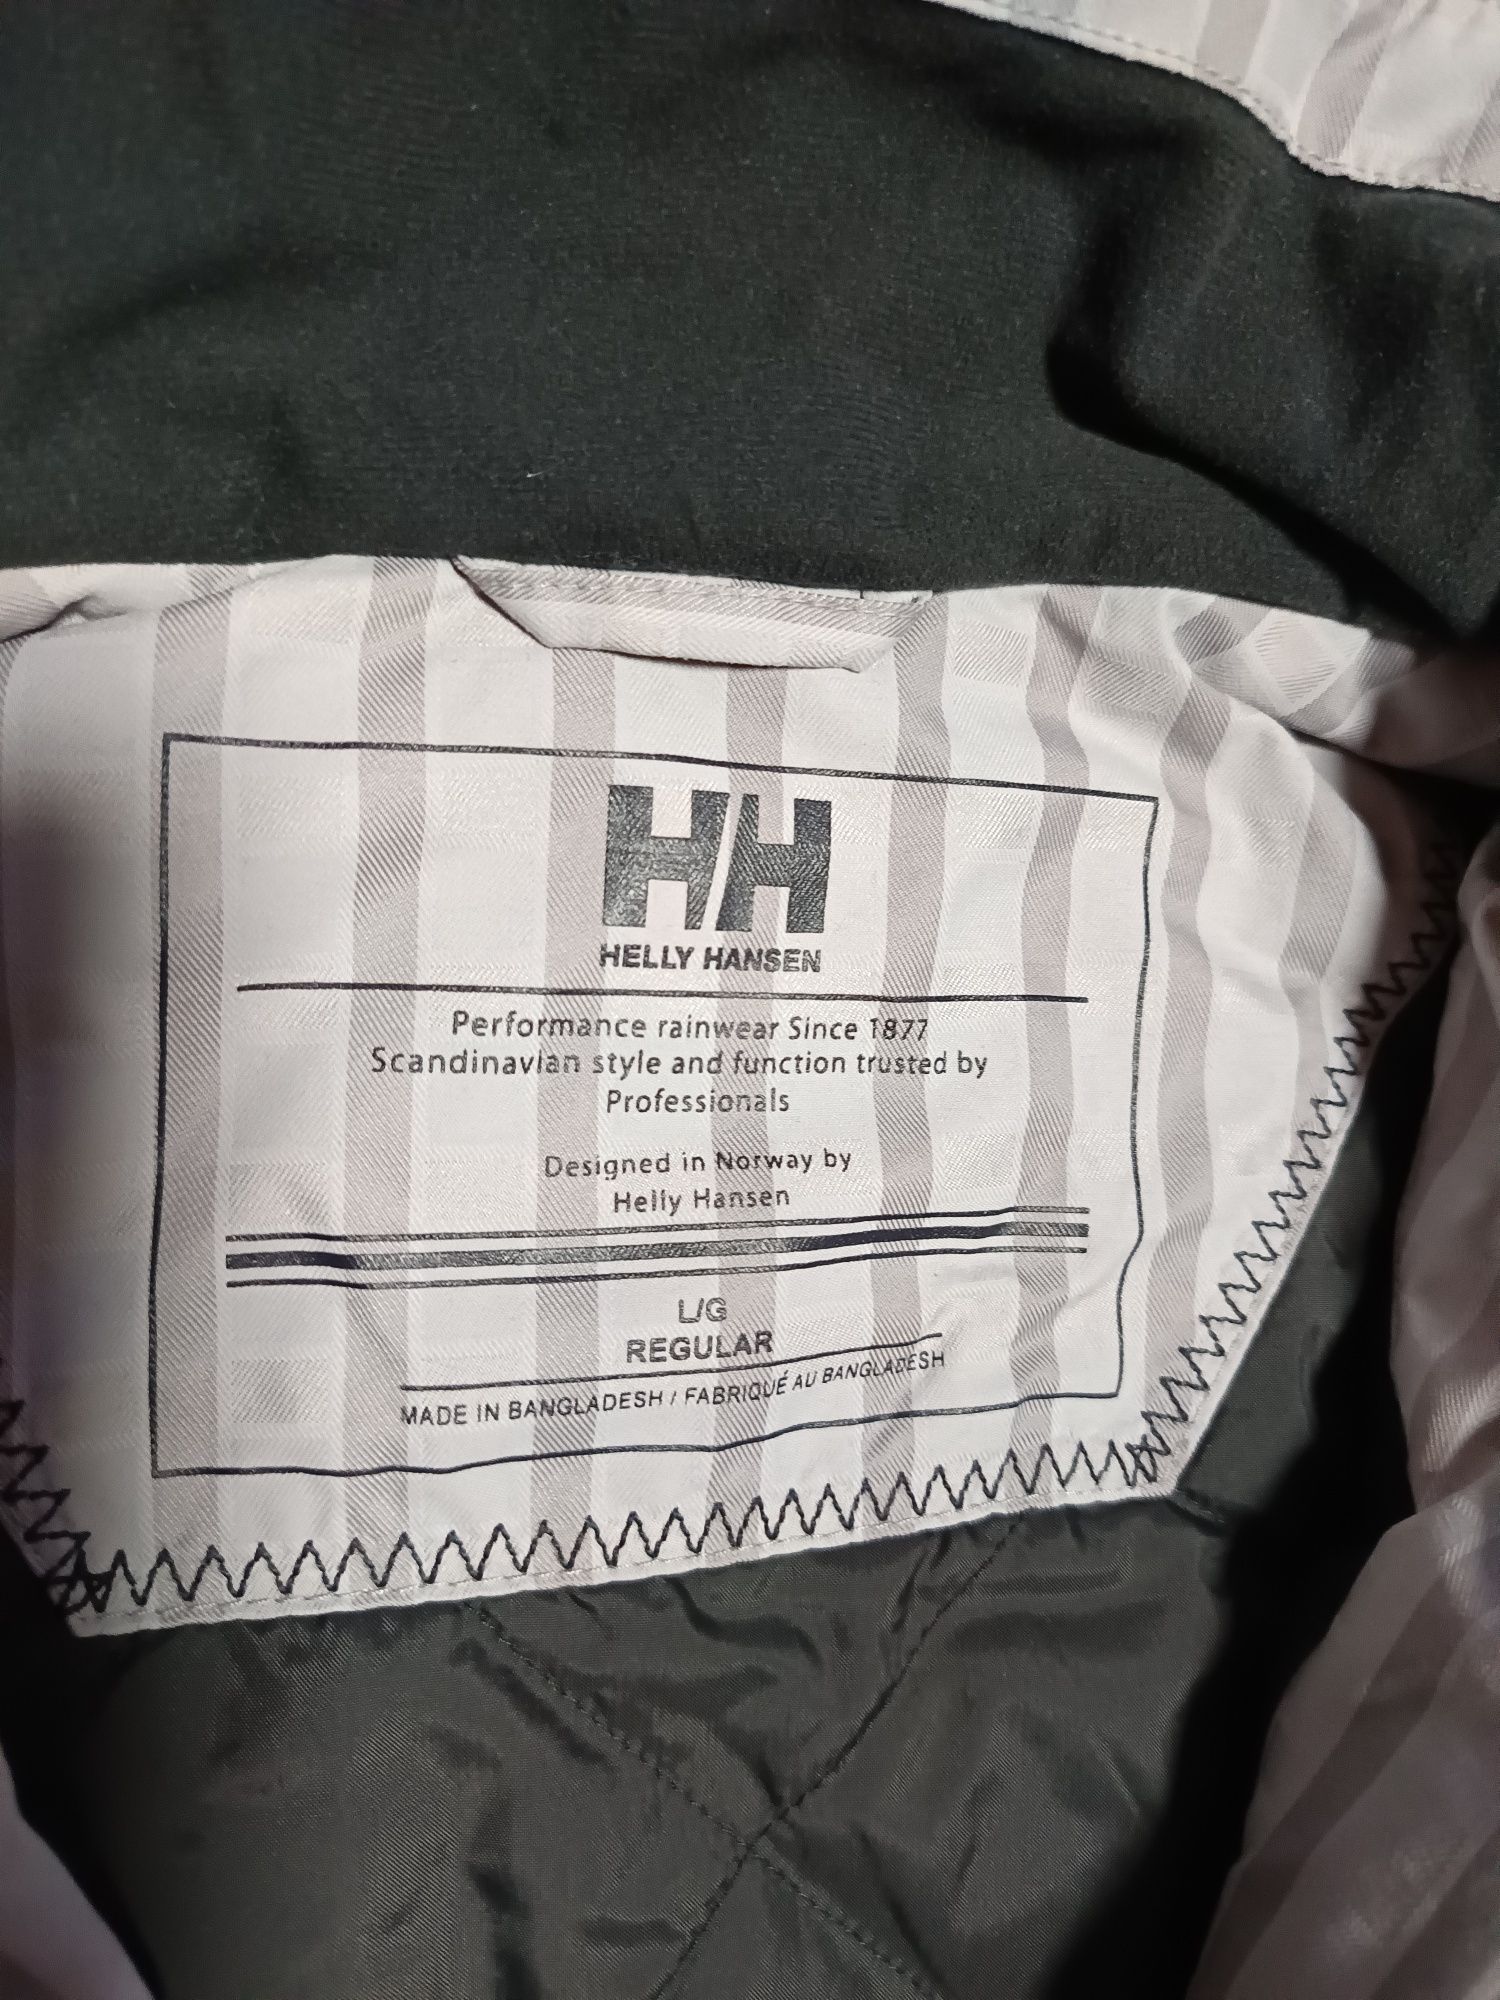 HH
HELLY HANSEN
Performance rainwear Since 1877
Scandinavian style and function trusted by
Professionals
Designed in Norway by
Helly Hansen
L/G
REGULAR
MADE IN BANGLADESH / FABRIQUÉ AU BANGLADESH